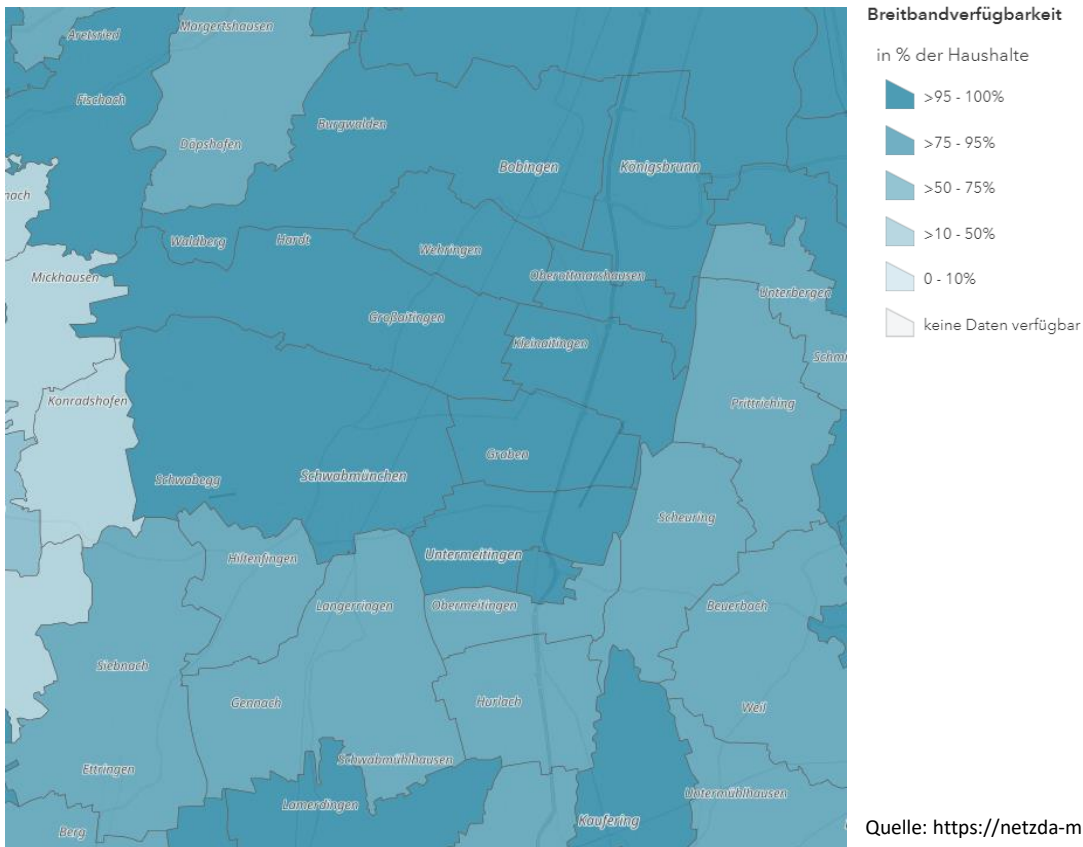 Breitbandverfügbarkeit
in % der Haushalte
>95 - 100%
>75 - 95%
>50 - 75%
>10 - 50%
0 - 10%
keine Daten verfügbar
Aretsried
Margertshausen
Fischach
Burgwalden
Döpshofen
Bobingen
Königsbrunn
nach
Waldberg
Hardt
Wehringen
Mickhausen
Oberottmarshausen
Unterbergen
Großaitingen
Kleinaitingen
Schmi
Konradshofen
Prittriching
Graben
Schwabegg
Schwabmünchen
Scheuring
Hiltenfingen
Untermeitingen
Langerringen
Obermeitingen
Beuerbach
Siebnach
Gennach
Hurlach
Weil
Schwabmühlhausen
Ettringen
Lamerdingen
Untermühlhausen
Kaufering
Berg
Quelle: https://netzda-m